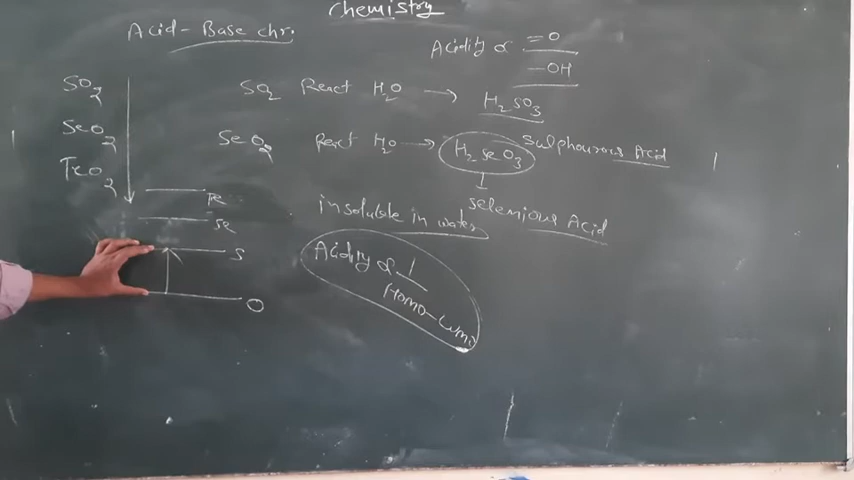 Chemistry
Acid-Base chr.
Acidity α =O
-OH
SO2
SeO2
TeO2
SO2 React H2O → H2SO3
Sulphourous Acid
SeO2 React H2O → H2SeO3
Selenious Acid
insoluble in water
Te
Se
S
O
Acidity α 1
Homo-Lumo